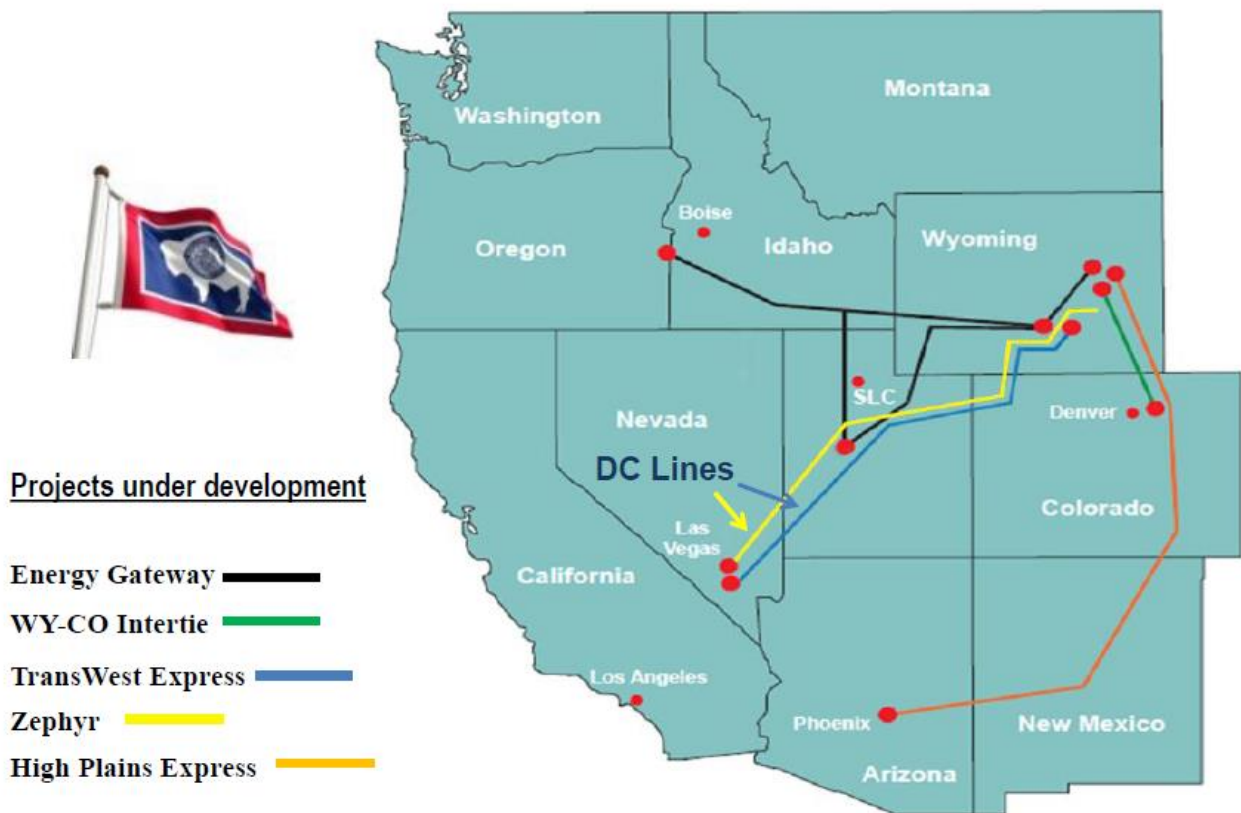 Washington
Montana
Oregon
Boise
Idaho
Wyoming
SLC
Nevada
Denver
DC Lines
Colorado
Las
Vegas
California
Los Angeles
Phoenix
New Mexico
Arizona
Projects under development
Energy Gateway
WY-CO Intertie
TransWest Express
Zephyr
High Plains Express